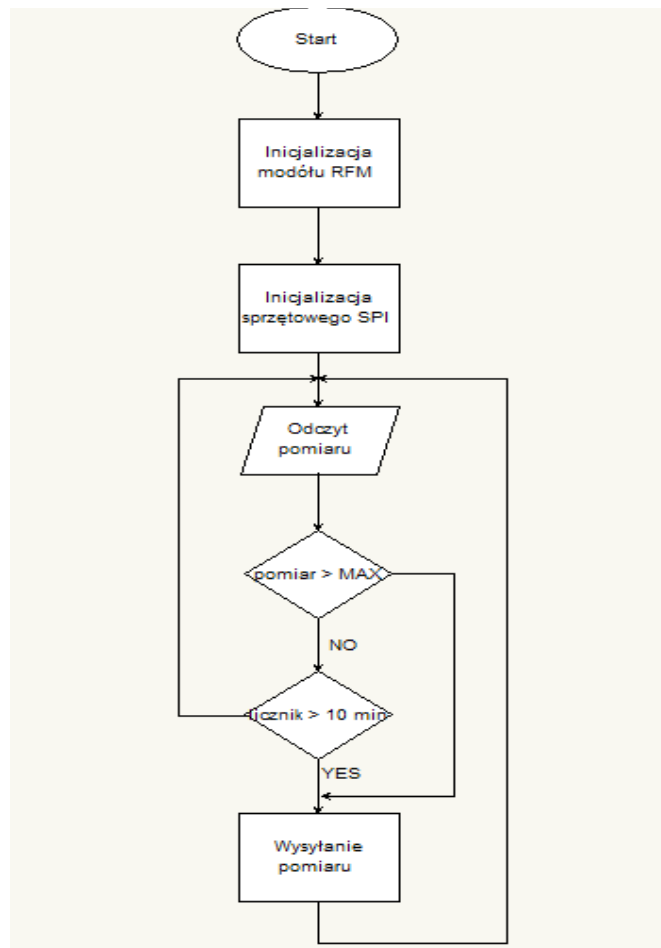 Start
Inicjalizacja
modółu RFM
Inicjalizacja
sprzętowego SPI
Odczyt
pomiaru
pomiar > MAX
NO
licznik > 10 min
YES
Wysyłanie
pomiaru